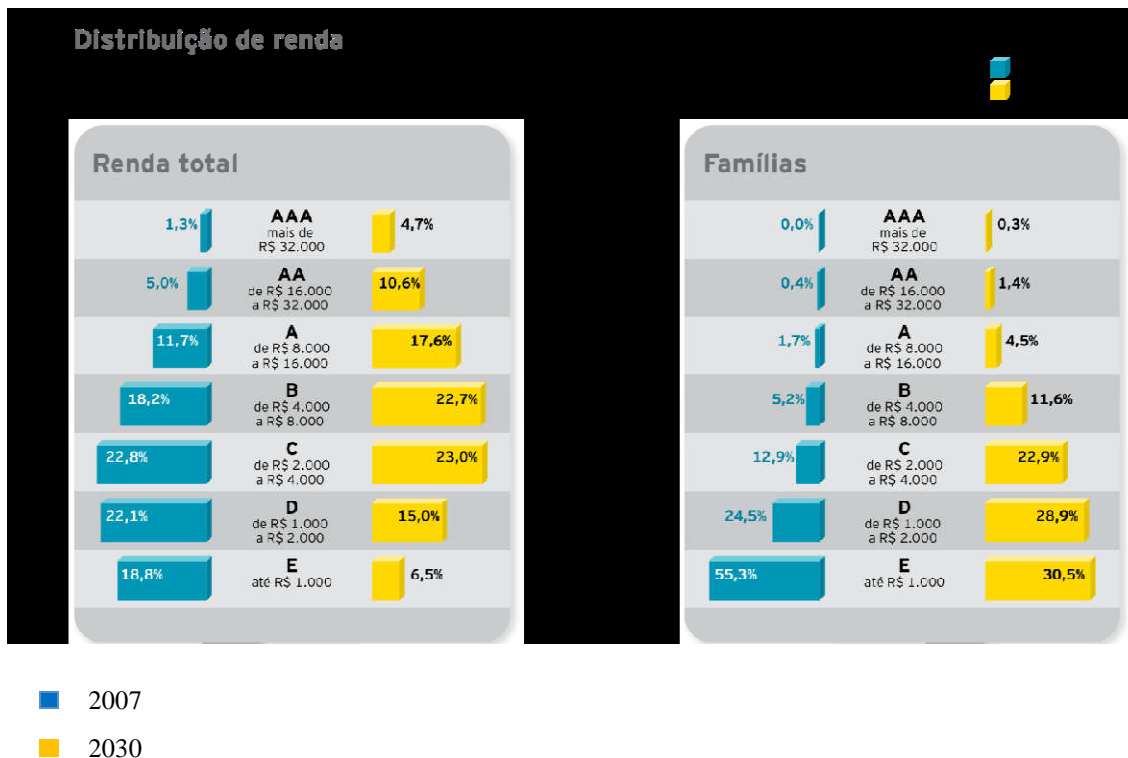 Distribuição de renda
Renda total
1,3%
AAA
mais de
R$ 32.000
4,7%
5,0%
AA
de R$ 16.000
a R$ 32.000
10,6%
11,7%
A
de R$ 8.000
a R$ 16.000
17,6%
18,2%
B
de R$ 4.000
a R$ 8.000
22,7%
22,8%
C
de R$ 2.000
a R$ 4.000
23,0%
22,1%
D
de R$ 1.000
a R$ 2.000
15,0%
18,8%
E
até R$ 1.000
6,5%
Famílias
0,0%
AAA
mais de
R$ 32.000
0,3%
0,4%
AA
de R$ 16.000
a R$ 32.000
1,4%
1,7%
A
de R$ 8.000
a R$ 16.000
4,5%
5,2%
B
de R$ 4.000
a R$ 8.000
11,6%
12,9%
C
de R$ 2.000
a R$ 4.000
22,9%
24,5%
D
de R$ 1.000
a R$ 2.000
28,9%
55,3%
E
até R$ 1.000
30,5%
2007
2030